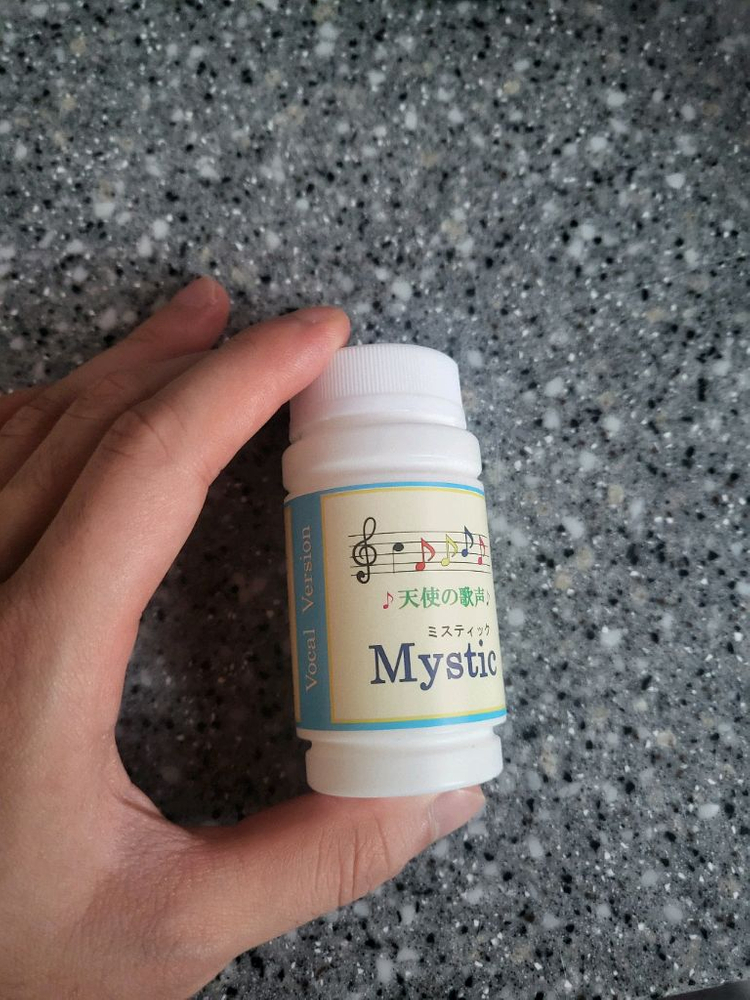 Vocal Version
♪天使の歌声♪
ミスティック
Mystic